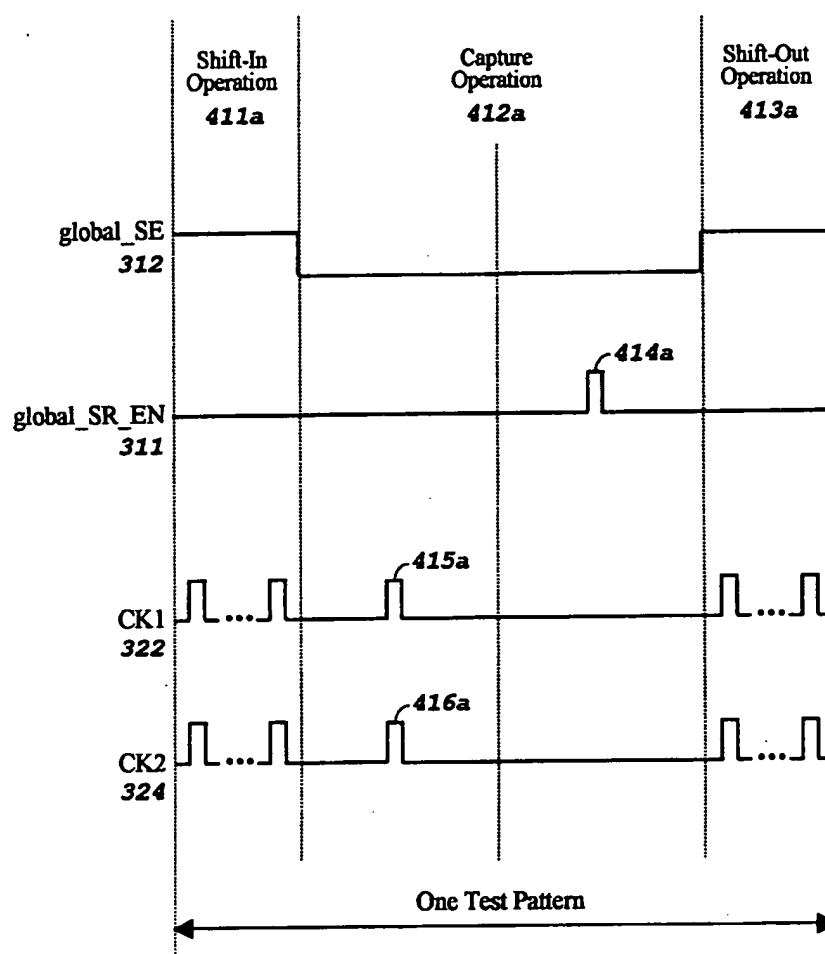 Shift-In
Operation
411a
Capture
Operation
412a
Shift-Out
Operation
413a
global_SE
312
414a
global_SR_EN
311
415a
CK1
322
416a
CK2
324
One Test Pattern